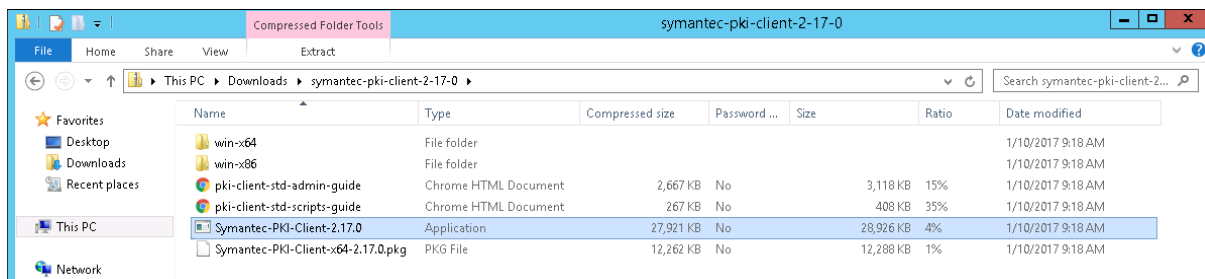 Compressed Folder Tools
symantec-pki-client-2-17-0
File Home Share View Extract
This PC Downloads symantec-pki-client-2-17-0
Search symantec-pki-client-2...
Favorites
Desktop
Downloads
Recent places
This PC
Network
Name Type Compressed size Password ... Size Ratio Date modified
win-x64 File folder 1/10/2017 9:18 AM
win-x86 File folder 1/10/2017 9:18 AM
pki-client-std-admin-guide Chrome HTML Document 2,667 KB No 3,118 KB 15% 1/10/2017 9:18 AM
pki-client-std-scripts-guide Chrome HTML Document 267 KB No 408 KB 35% 1/10/2017 9:18 AM
Symantec-PKI-Client-2.17.0 Application 27,921 KB No 28,926 KB 4% 1/10/2017 9:18 AM
Symantec-PKI-Client-x64-2.17.0.pkg PKG File 12,262 KB No 12,288 KB 1% 1/10/2017 9:18 AM